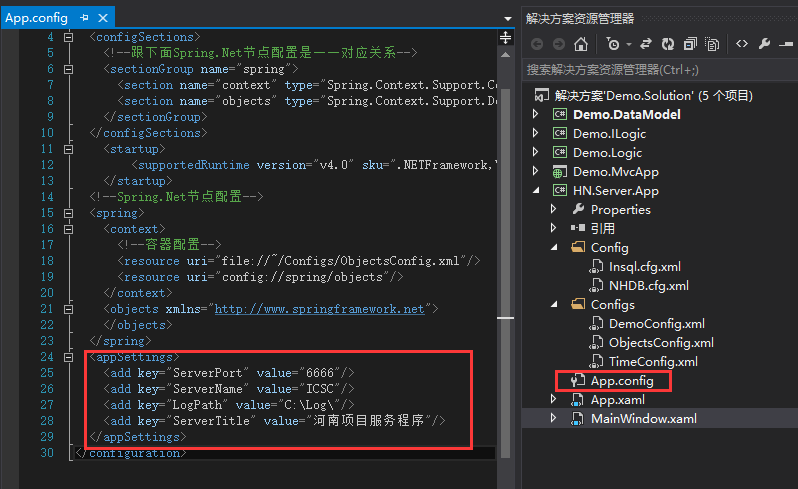 App.config
4 <configSections>
5 <!--跟下面Spring.Net节点配置是一一对应关系-->
6 <sectionGroup name="spring">
7 <section name="context" type="Spring.Context.Support.Co
8 <section name="objects" type="Spring.Context.Support.De
9 </sectionGroup>
10 </configSections>
11 <startup>
12 <supportedRuntime version="v4.0" sku=".NETFramework,
13 </startup>
14 <!--Spring.Net节点配置-->
15 <spring>
16 <context>
17 <!--容器配置-->
18 <resource uri="file://~/Configs/ObjectsConfig.xml"/>
19 <resource uri="config://spring/objects"/>
20 </context>
21 <objects xmlns="http://www.springframework.net">
22 </objects>
23 </spring>
24 <appSettings>
25 <add key="ServerPort" value="6666"/>
26 <add key="ServerName" value="ICSC"/>
27 <add key="LogPath" value="C:\Log\"/>
28 <add key="ServerTitle" value="河南项目服务程序"/>
29 </appSettings>
30 </configuration>
解决方案资源管理器
搜索解决方案资源管理器(Ctrl+;)
解决方案'Demo.Solution' (5 个项目)
Demo.DataModel
Demo.ILogic
Demo.Logic
Demo.MvcApp
HN.Server.App
Properties
引用
Config
Insql.cfg.xml
NHDB.cfg.xml
Configs
DemoConfig.xml
ObjectsConfig.xml
TimeConfig.xml
App.config
App.xaml
MainWindow.xaml